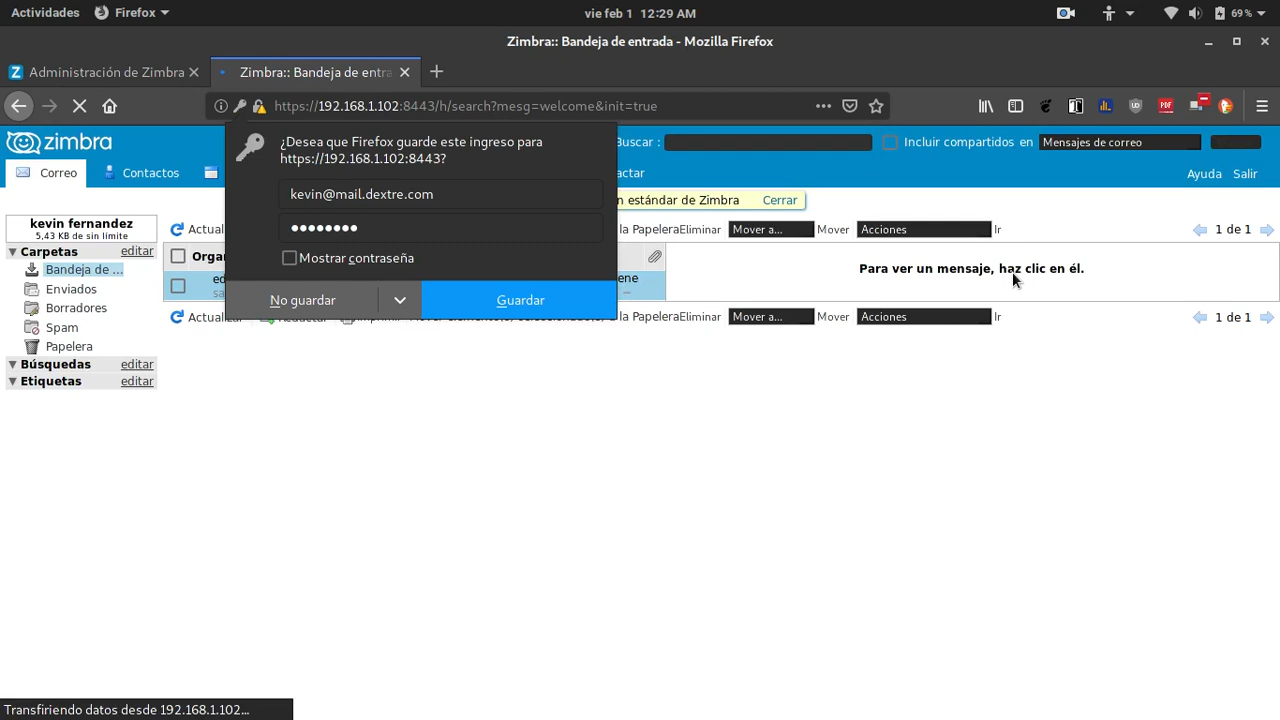 Actividades Firefox vie feb 1 12:29 AM 69 %
Zimbra:: Bandeja de entrada - Mozilla Firefox
Administración de Zimbra Zimbra:: Bandeja de entra
https://192.168.1.102:8443/h/search?mesg=welcome&init=true
zimbra Buscar : Incluir compartidos en Mensajes de correo
Correo Contactos actar Ayuda Salir
¿Desea que Firefox guarde este ingreso para
https://192.168.1.102:8443?
kevin@mail.dextre.com
Mostrar contraseña
No guardar Guardar
n estándar de Zimbra Cerrar
kevin fernandez
5,43 KB de sin límite
Carpetas editar
Bandeja de ...
Enviados
Borradores
Spam
Papelera
Búsquedas editar
Etiquetas editar
Actual la PapeleraEliminar Mover a... Mover Acciones Ir 1 de 1
Orga
ed ene
Para ver un mensaje, haz clic en él.
Actualiza a la PapeleraEliminar Mover a... Mover Acciones Ir 1 de 1
Transfiriendo datos desde 192.168.1.102...